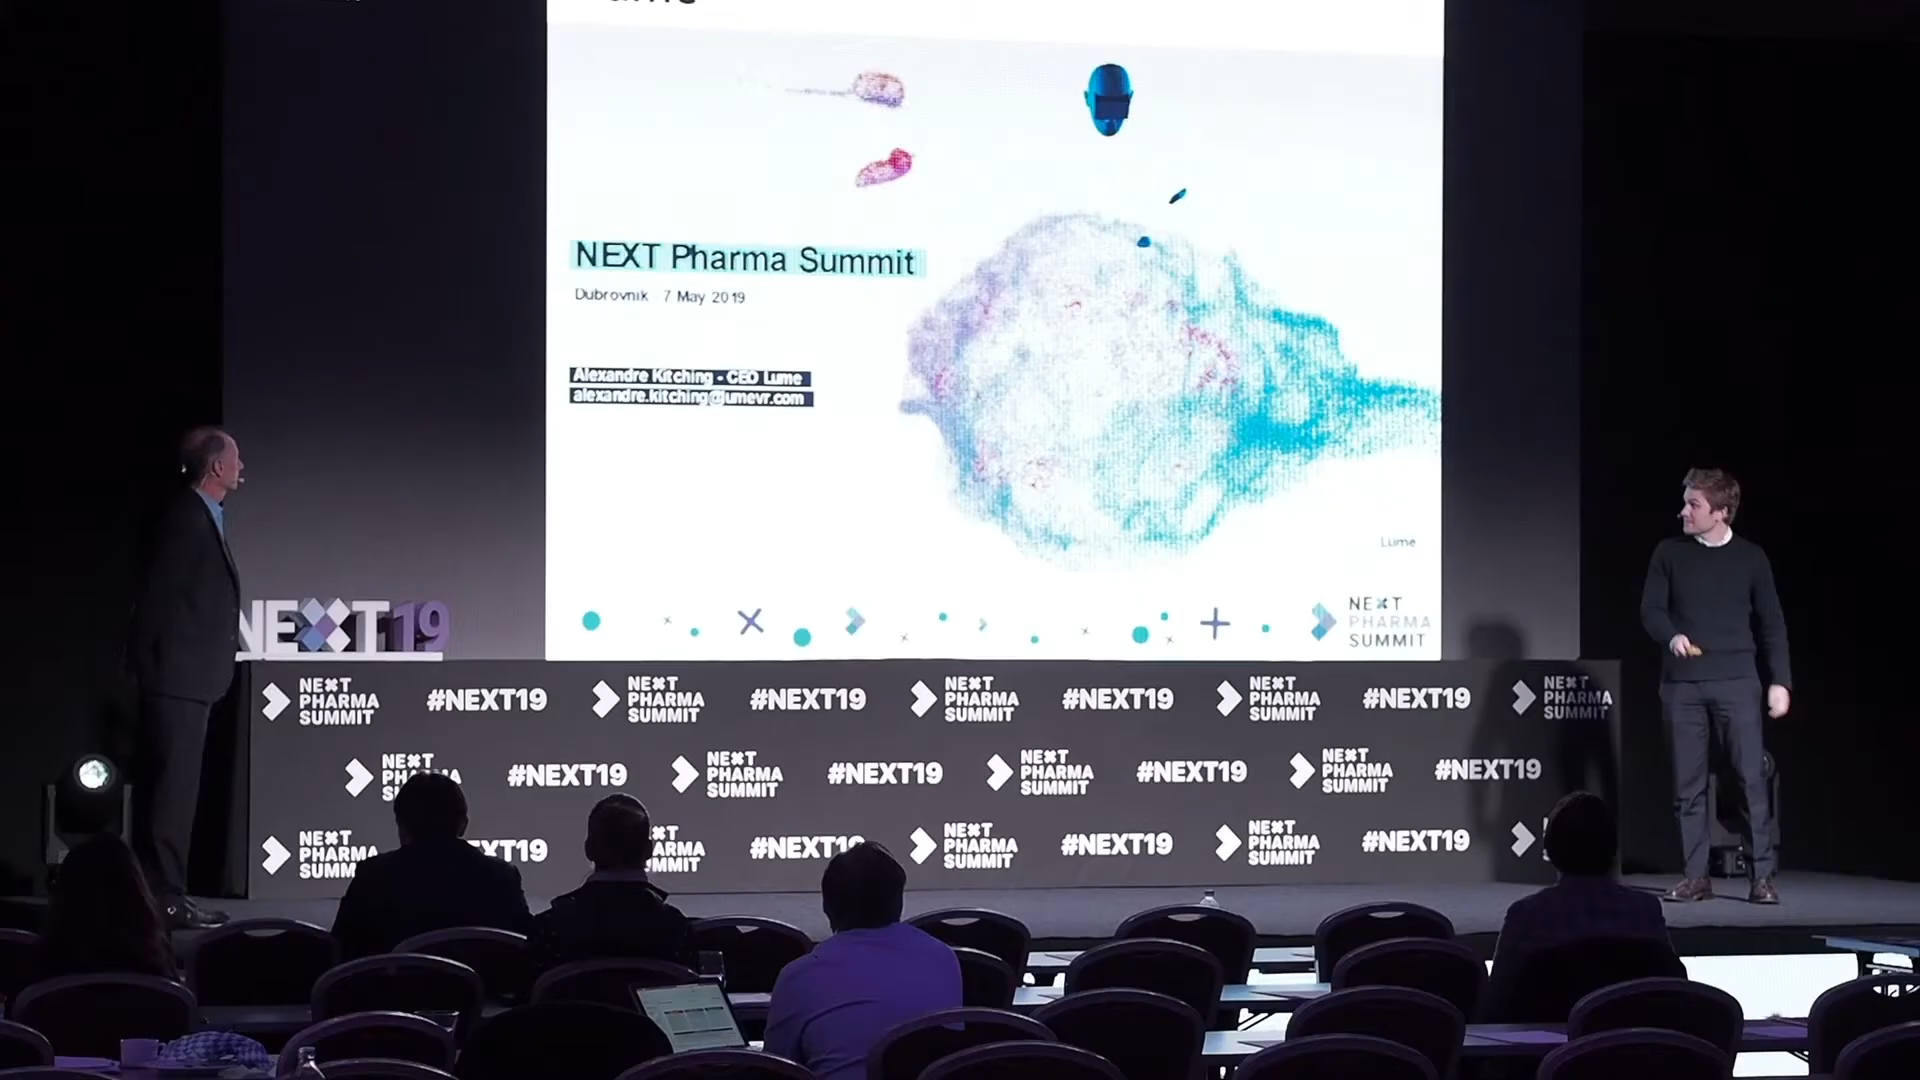 NEXT Pharma Summit
Dubrovnik 7 May 2019
Alexandre Kitching - CEO Lume
alexandre.kitching@lumevr.com
Lume
NEXT
PHARMA
SUMMIT
NEXT19
NEXT PHARMA SUMMIT #NEXT19 NEXT PHARMA SUMMIT #NEXT19 NEXT PHARMA SUMMIT #NEXT19 NEXT PHARMA SUMMIT #NEXT19 NEXT PHARMA SUMMIT
NEXT PHARMA #NEXT19 NEXT PHARMA SUMMIT #NEXT19 NEXT PHARMA SUMMIT #NEXT19 NEXT PHARMA SUMMIT #NEXT19
NEXT PHARMA #NEXT19 NEXT PHARMA SUMMIT #NEXT19 NEXT PHARMA SUMMIT #NEXT19